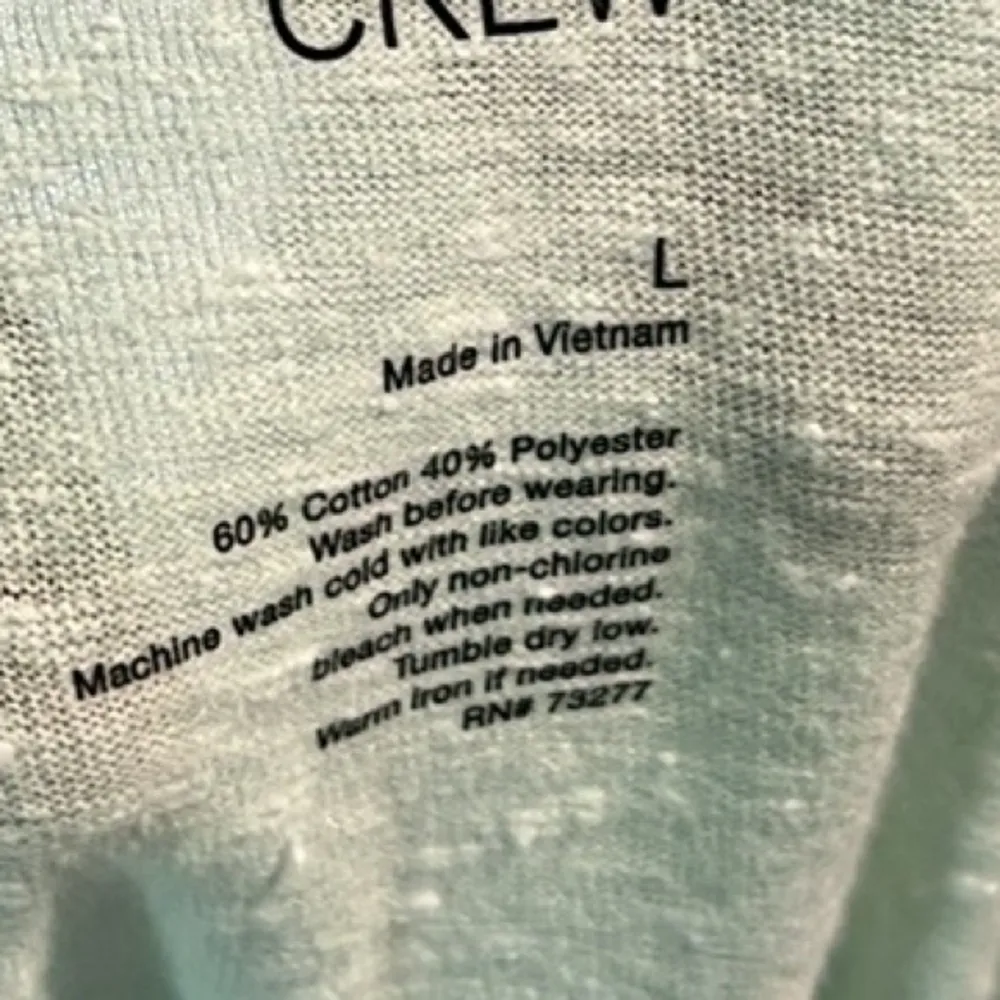 CREW
L
Made in Vietnam
60% Cotton 40% Polyester
Wash before wearing.
Machine wash cold with like colors.
Only non-chlorine
bleach when needed.
Tumble dry low.
Warm iron if needed.
RN# 73277